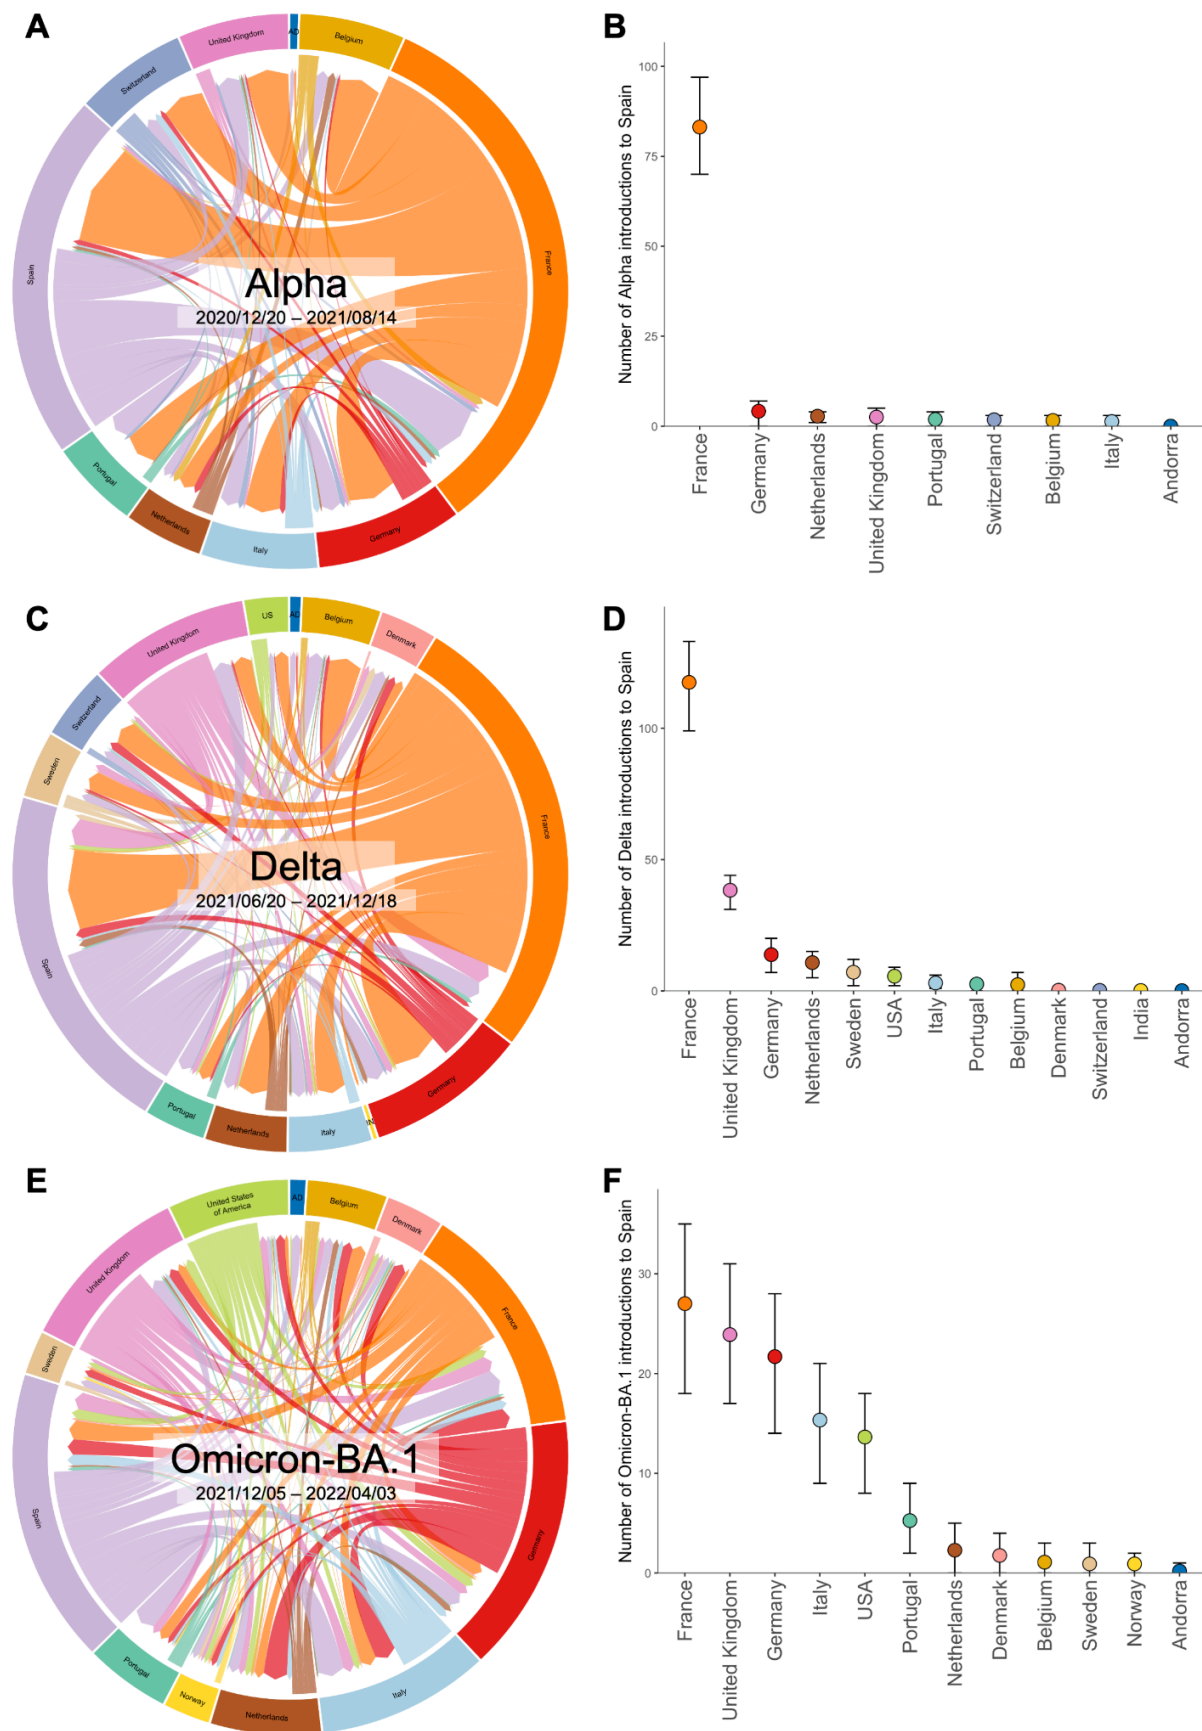 A
AD
Belgium
France
Germany
Italy
Netherlands
Portugal
Spain
Switzerland
United Kingdom
Alpha
2020/12/20 – 2021/08/14
B
Number of Alpha introductions to Spain
100
75
50
25
0
France
Germany
Netherlands
United Kingdom
Portugal
Switzerland
Belgium
Italy
Andorra
C
AD
Belgium
Denmark
France
Germany
IN
Italy
Netherlands
Portugal
Spain
Sweden
Switzerland
United Kingdom
US
Delta
2021/06/20 – 2021/12/18
D
Number of Delta introductions to Spain
100
50
0
France
United Kingdom
Germany
Netherlands
Sweden
USA
Italy
Portugal
Belgium
Denmark
Switzerland
India
Andorra
E
AD
Belgium
Denmark
France
Germany
Italy
Netherlands
Norway
Portugal
Spain
Sweden
United Kingdom
United States
of America
Omicron-BA.1
2021/12/05 – 2022/04/03
F
Number of Omicron-BA.1 introductions to Spain
30
20
10
0
France
United Kingdom
Germany
Italy
USA
Portugal
Netherlands
Denmark
Belgium
Sweden
Norway
Andorra